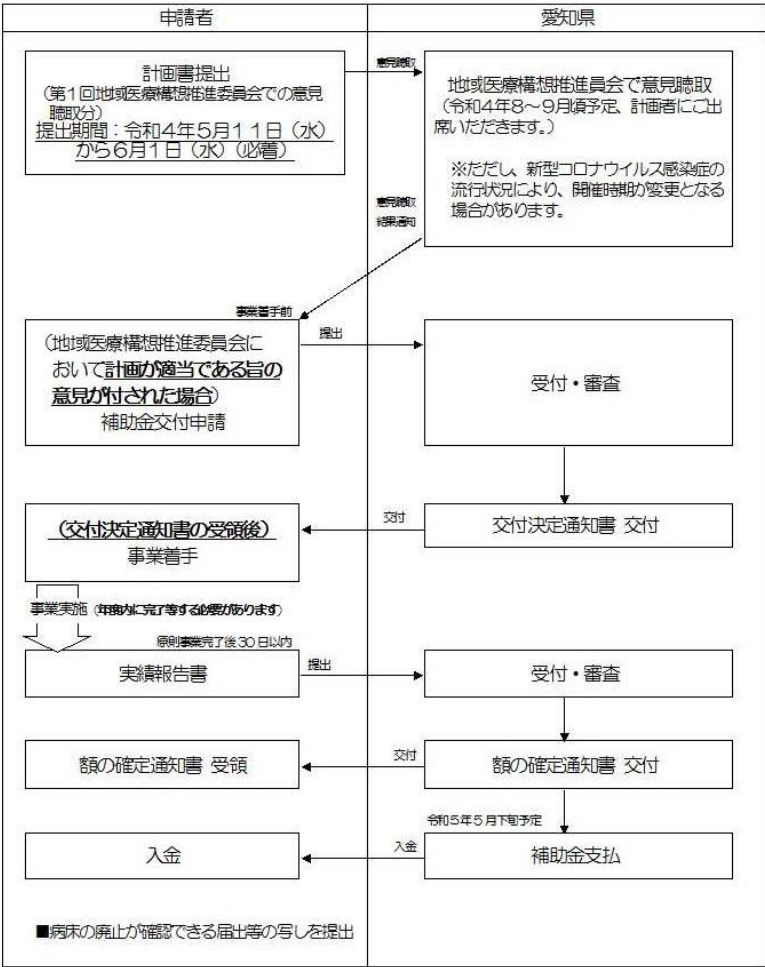 申請者
愛知県
計画書提出
(第1回地域医療構想推進委員会での意見
聴取分)
提出期間：令和4年5月11日（水）
から6月1日（水）（必着）
意見聴取
地域医療構想推進員会で意見聴取
(令和4年8～9月頃予定、計画者にご出
席いただきます。)
※ただし、新型コロナウイルス感染症の
流行状況により、開催時期が変更となる
場合があります。
意見聴取
結果通知
事業着手前
(地域医療構想推進委員会に
おいて計画が適当である旨の
意見が付された場合)
補助金交付申請
提出
受付・審査
交付決定通知書 交付
交付
(交付決定通知書の受領後)
事業着手
事業実施（年度内に完了等する必要があります）
原則事業完了後30日以内
実績報告書
提出
受付・審査
額の確定通知書 交付
交付
額の確定通知書 受領
令和5年5月下旬予定
補助金支払
入金
入金
■病床の廃止が確認できる届出等の写しを提出